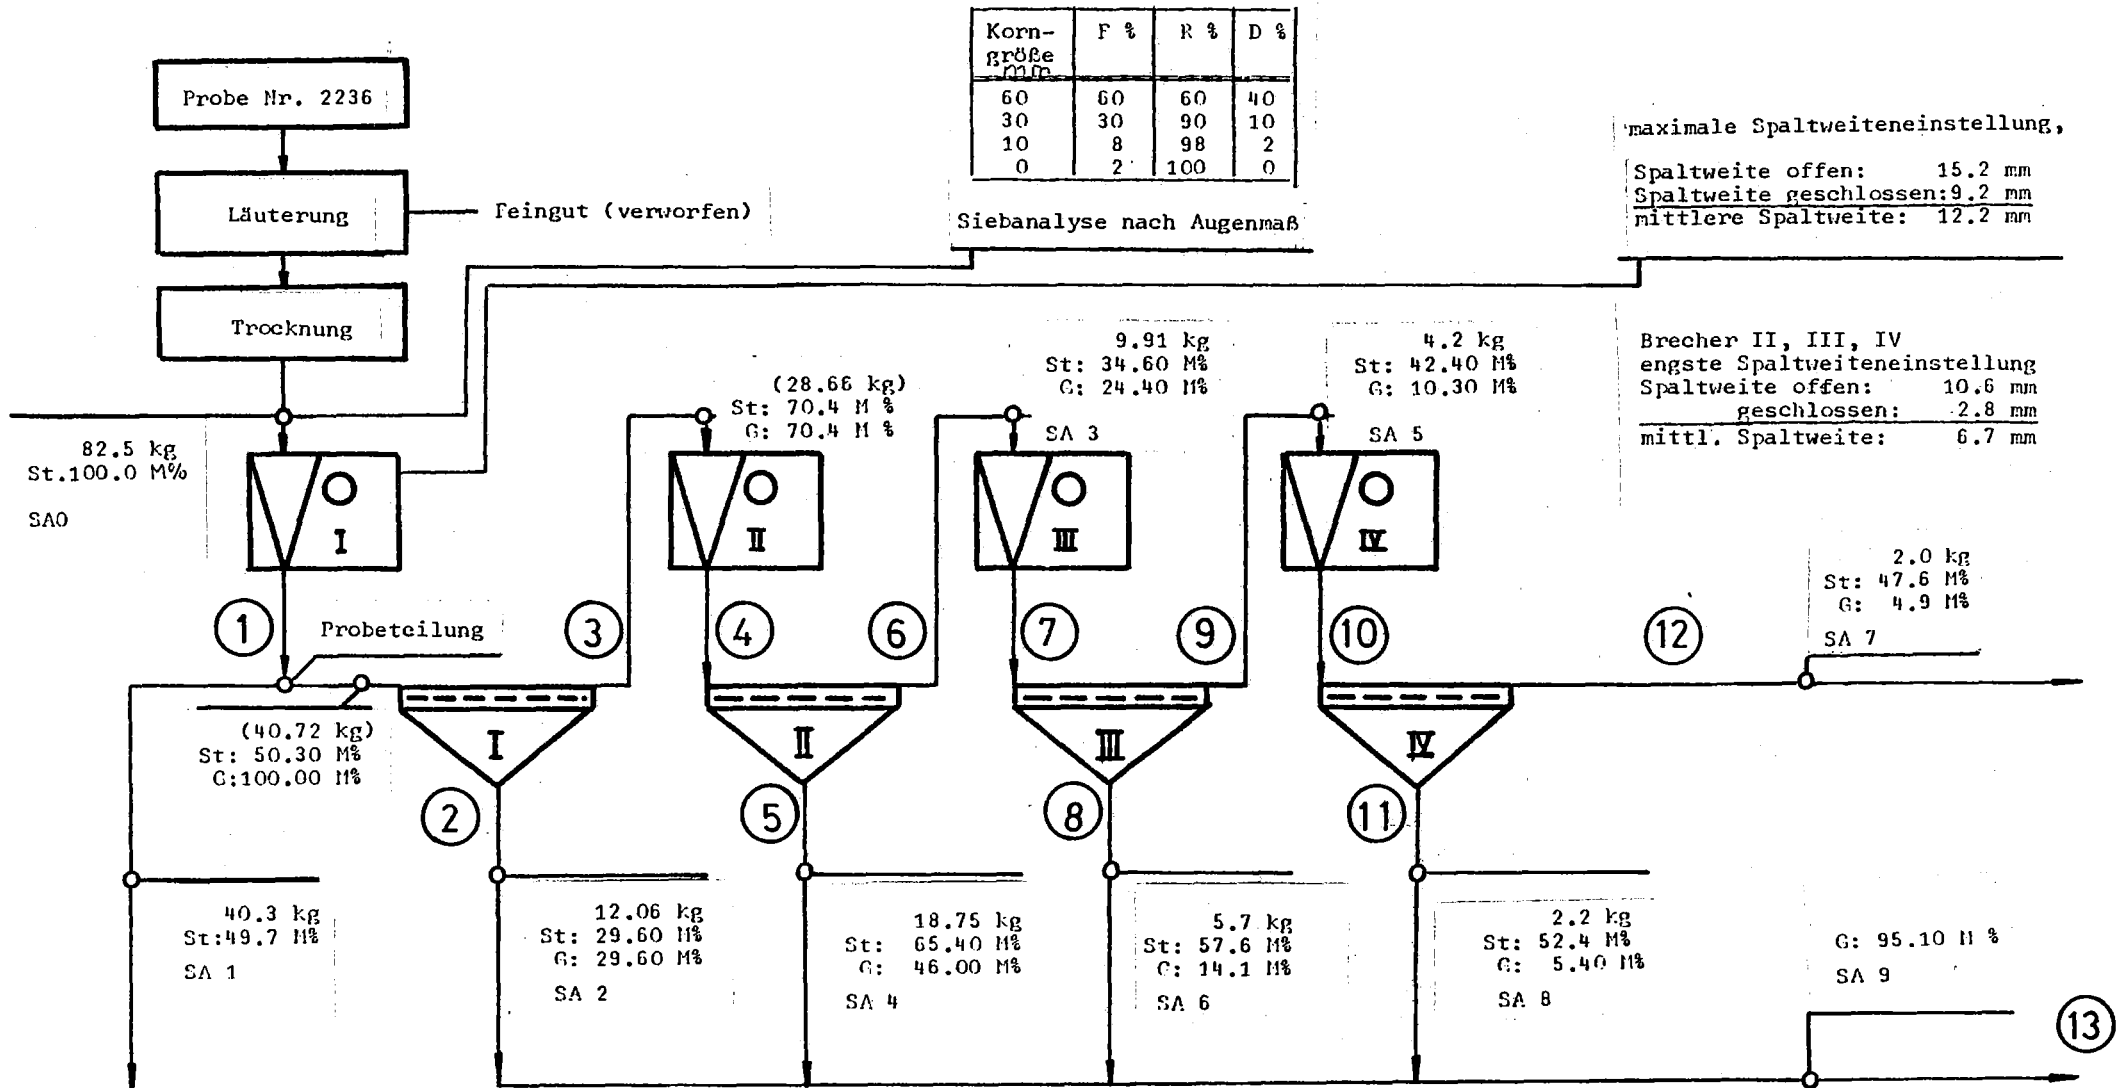 Korn- F % R % D %
größe
mm
60 60 60 40
30 30 90 10
10 8 98 2
0 2 100 0
Siebanalyse nach Augenmaß
Probe Nr. 2236
Läuterung
Feingut (verworfen)
Trocknung
maximale Spaltweiteneinstellung,
Spaltweite offen: 15.2 mm
Spaltweite geschlossen:9.2 mm
mittlere Spaltweite: 12.2 mm
Brecher II, III, IV
engste Spaltweiteneinstellung
Spaltweite offen: 10.6 mm
geschlossen: 2.8 mm
mittl. Spaltweite: 6.7 mm
82.5 kg
St.100.0 M%
SA0
(28.66 kg)
St: 70.4 M %
G: 70.4 M %
9.91 kg
St: 34.60 M%
G: 24.40 M%
SA 3
4.2 kg
St: 42.40 M%
G: 10.30 M%
SA 5
I
II
III
IV
2.0 kg
St: 47.6 M%
G: 4.9 M%
SA 7
1
Probeteilung
3
4
6
7
9
10
12
(40.72 kg)
St: 50.30 M%
G:100.00 M%
I
II
III
IV
2
5
8
11
40.3 kg
St:49.7 M%
SA 1
12.06 kg
St: 29.60 M%
G: 29.60 M%
SA 2
18.75 kg
St: 65.40 M%
G: 46.00 M%
SA 4
5.7 kg
St: 57.6 M%
G: 14.1 M%
SA 6
2.2 kg
St: 52.4 M%
G: 5.40 M%
SA 8
G: 95.10 M %
SA 9
13